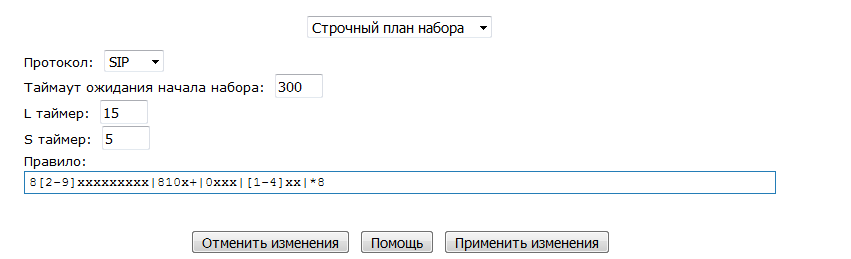 Строчный план набора
Протокол: SIP
Таймаут ожидания начала набора: 300
L таймер: 15
S таймер: 5
Правило:
8[2-9]xxxxxxxxx|810x+|0xxx|[1-4]xx|*8
Отменить изменения Помощь Применить изменения